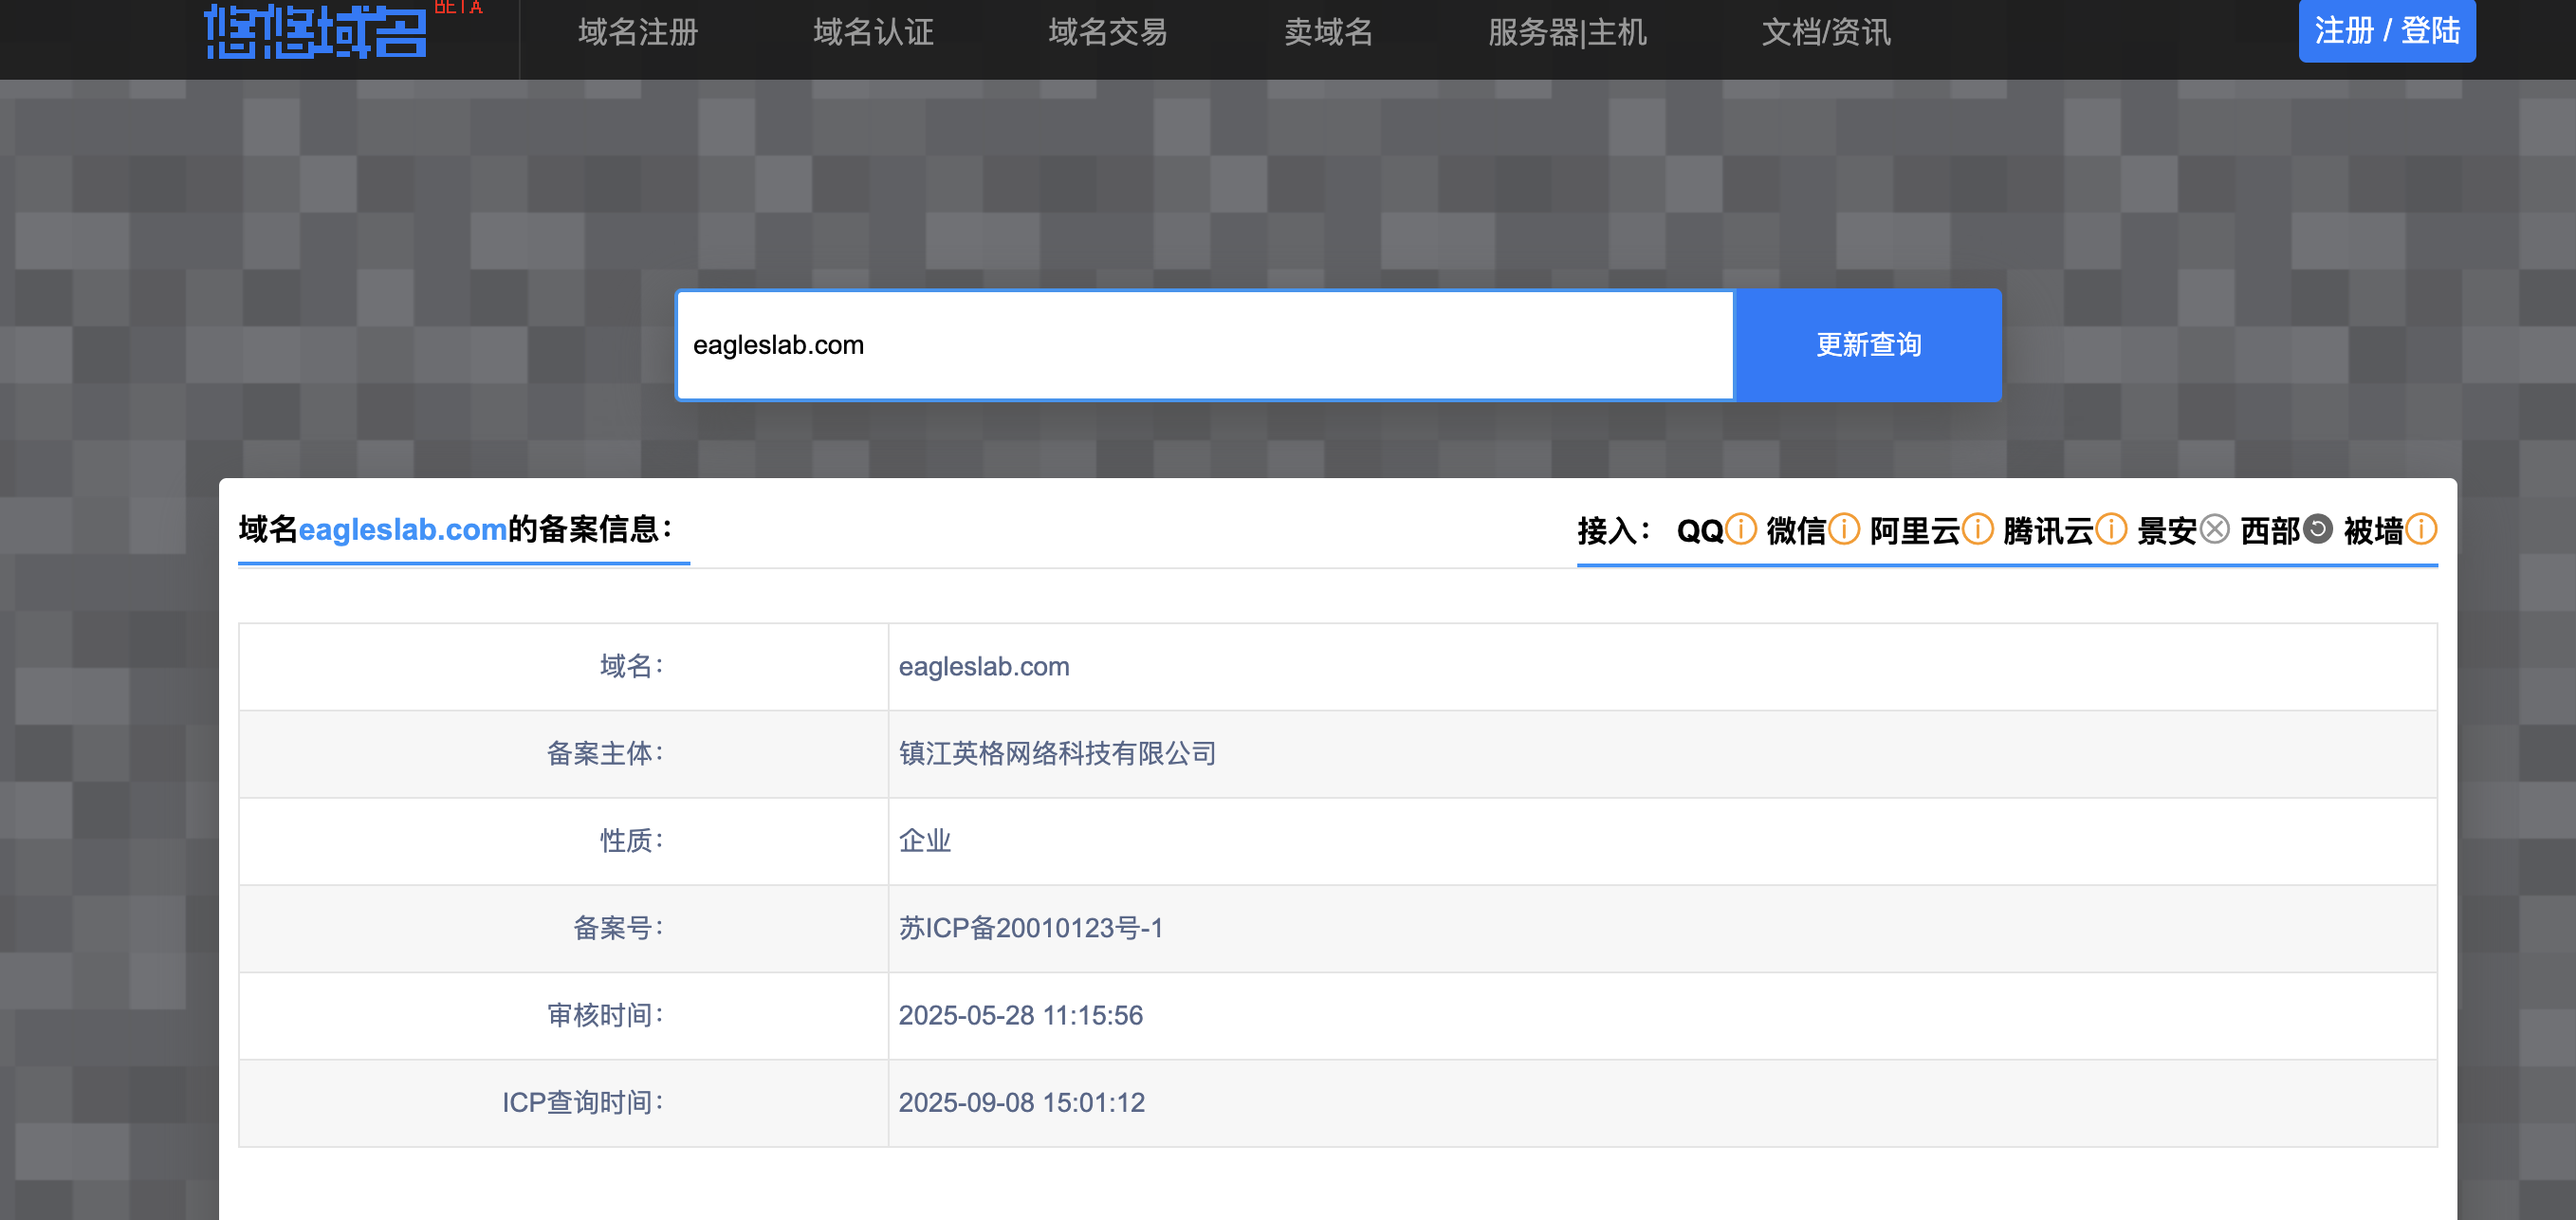 悠悠域名 BETA 域名注册 域名认证 域名交易 卖域名 服务器|主机 文档/资讯 注册 / 登陆
eagleslab.com 更新查询
域名eagleslab.com的备案信息： 接入： QQ 微信 阿里云 腾讯云 景安 西部 被墙
域名： eagleslab.com
备案主体： 镇江英格网络科技有限公司
性质： 企业
备案号： 苏ICP备20010123号-1
审核时间： 2025-05-28 11:15:56
ICP查询时间： 2025-09-08 15:01:12